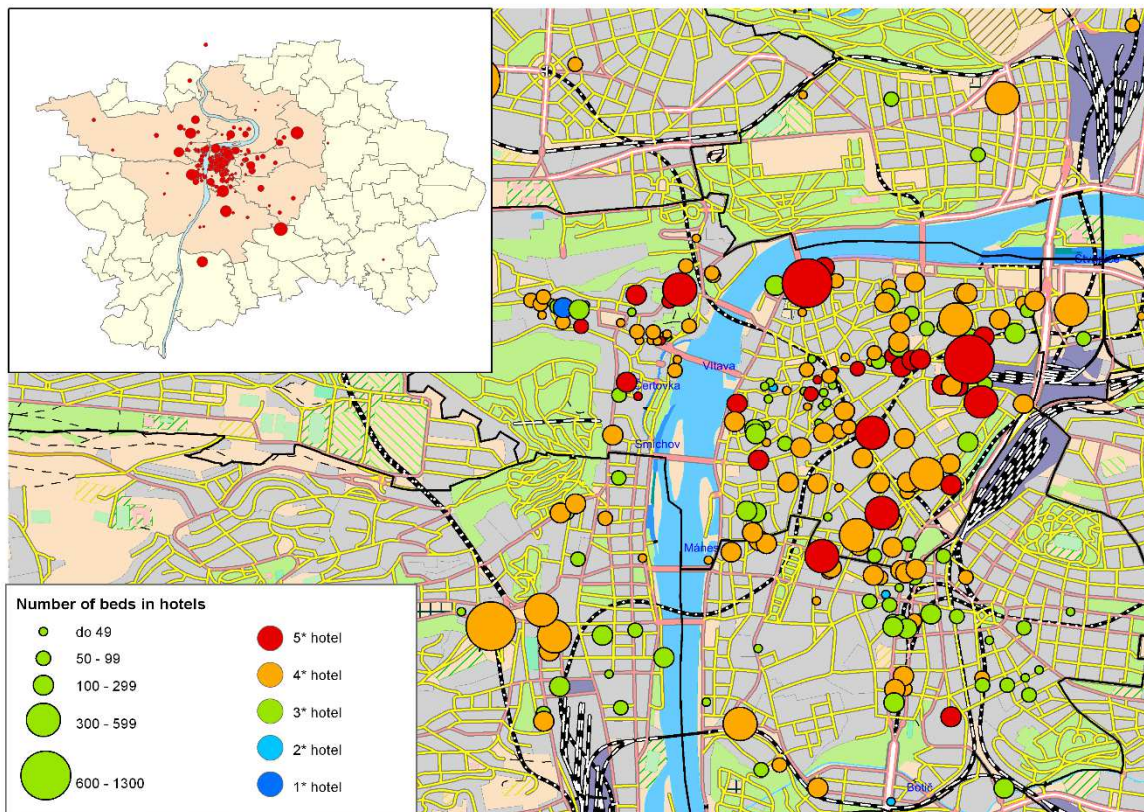 Štvanice
Vltava
Čertovka
Smíchov
Mánes
Botič
Number of beds in hotels
do 49
50 - 99
100 - 299
300 - 599
600 - 1300
5* hotel
4* hotel
3* hotel
2* hotel
1* hotel